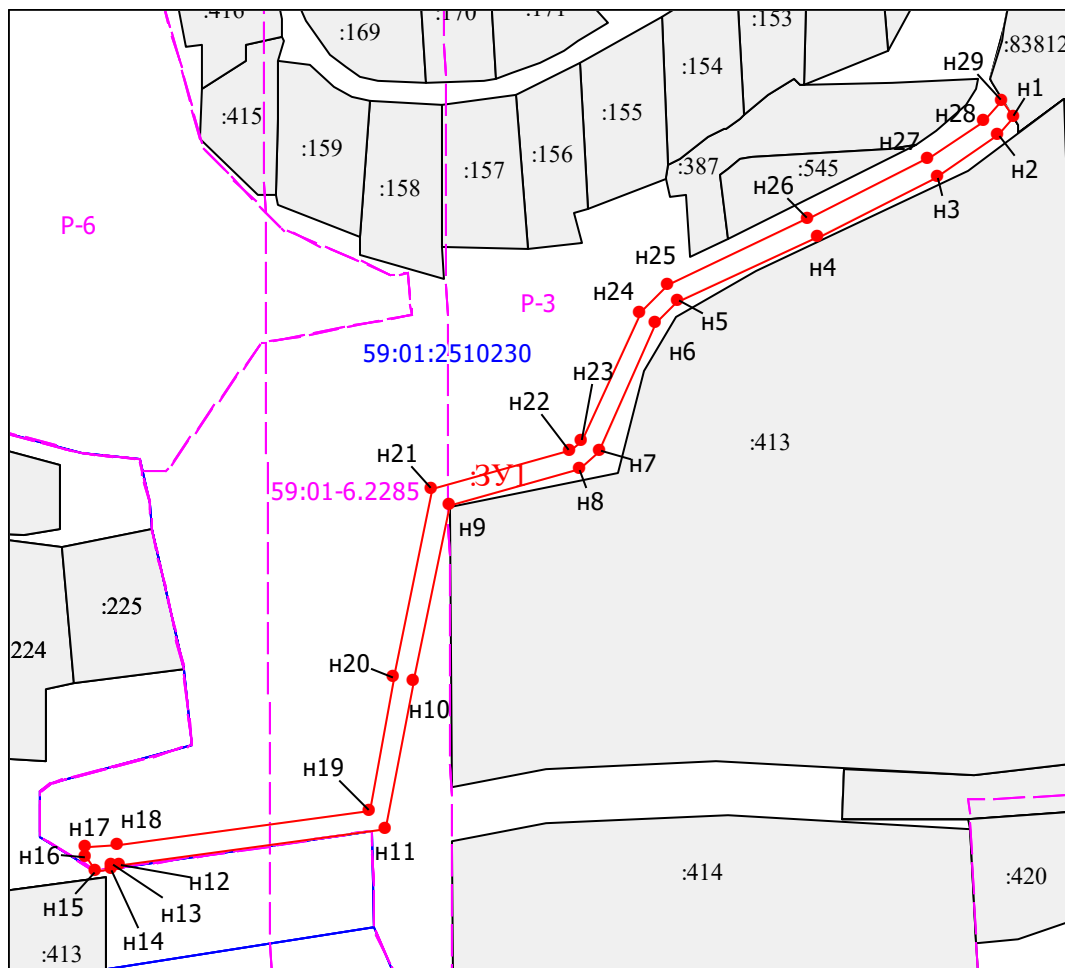 :416
:169
:170
:171
:153
:83812
:154
н29
н1
:415
:155
н28
:159
:156
н27
н2
:157
:387
:545
:158
н3
Р-6
н26
н4
н25
Р-3
н24
н5
59:01:2510230
н6
н23
н22
:413
н7
н21
:ЗУ1
59:01-6.2285
н8
н9
:225
224
н20
н10
н19
н17
н18
н11
н16
:414
:420
н12
н15
н13
н14
:413